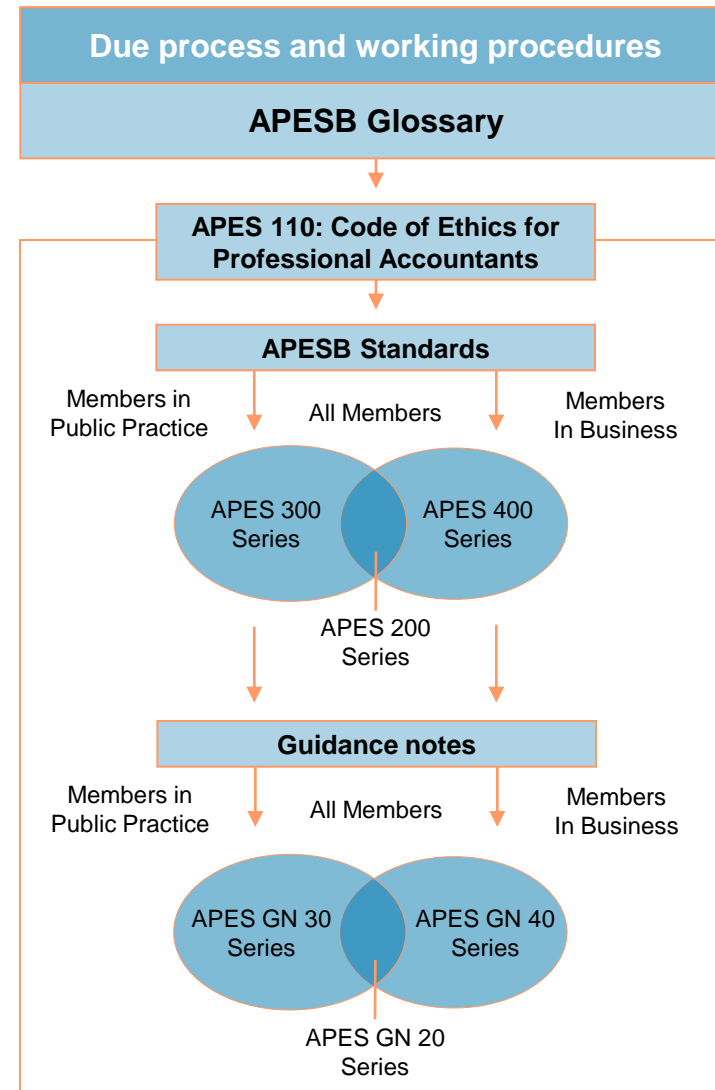 Due process and working procedures
APESB Glossary
APES 110: Code of Ethics for
Professional Accountants
APESB Standards
Members in
Public Practice
All Members
Members
In Business
APES 300
Series
APES 400
Series
APES 200
Series
Guidance notes
Members in
Public Practice
All Members
Members
In Business
APES GN 30
Series
APES GN 40
Series
APES GN 20
Series